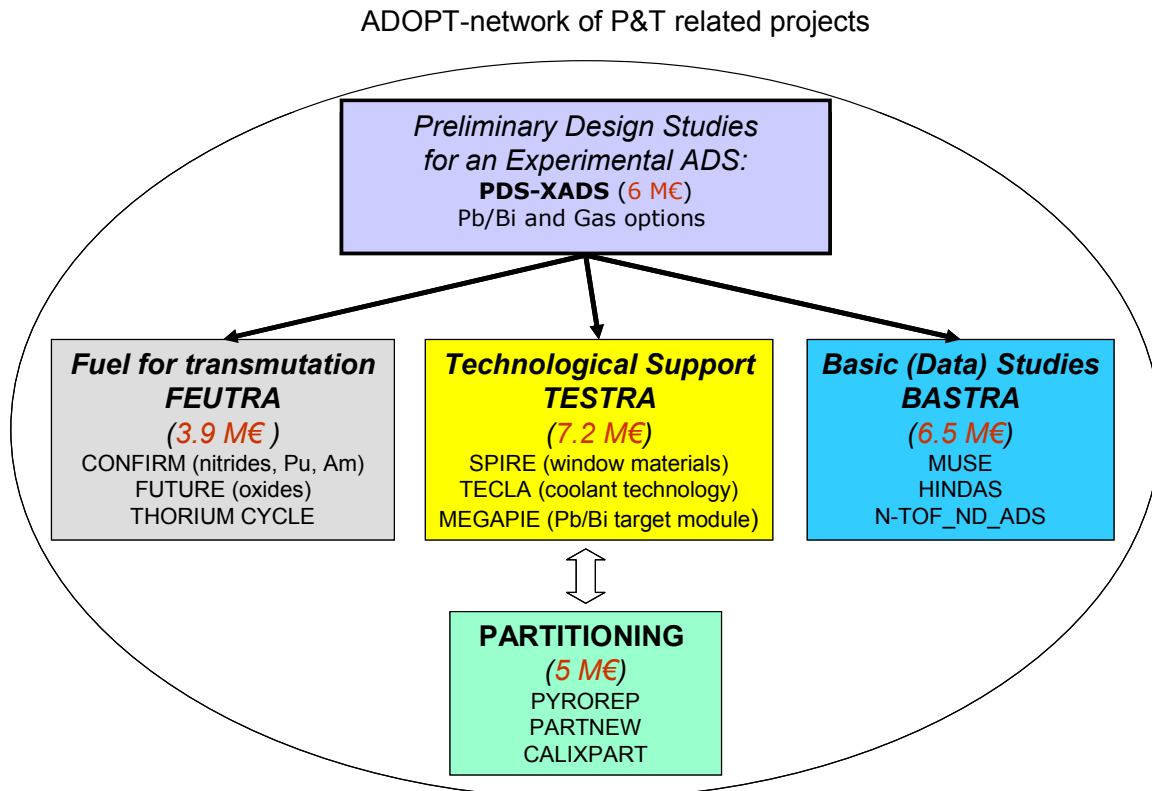 ADOPT-network of P&T related projects
Preliminary Design Studies
for an Experimental ADS:
PDS-XADS (6 M€)
Pb/Bi and Gas options
Fuel for transmutation
FEUTRA
(3.9 M€ )
CONFIRM (nitrides, Pu, Am)
FUTURE (oxides)
THORIUM CYCLE
Technological Support
TESTRA
(7.2 M€)
SPIRE (window materials)
TECLA (coolant technology)
MEGAPIE (Pb/Bi target module)
Basic (Data) Studies
BASTRA
(6.5 M€)
MUSE
HINDAS
N-TOF_ND_ADS
PARTITIONING
(5 M€)
PYROREP
PARTNEW
CALIXPART